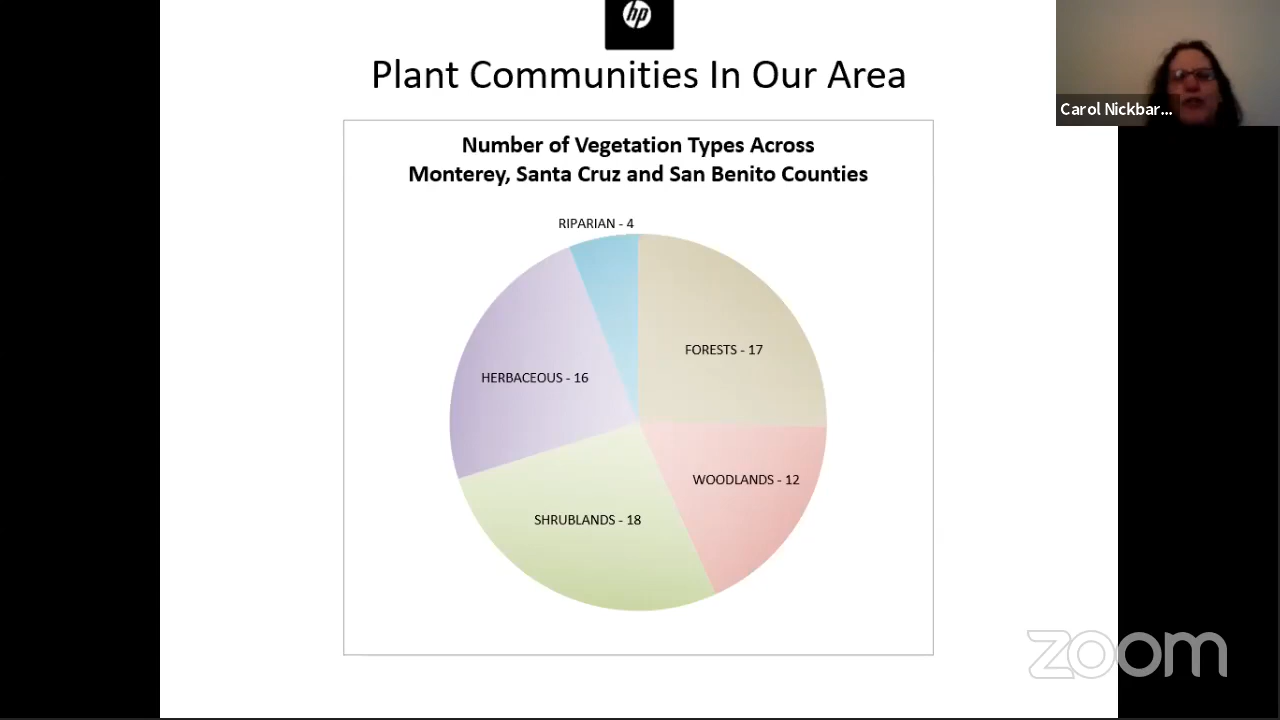 hp
Plant Communities In Our Area
Carol Nickbar...
Number of Vegetation Types Across
Monterey, Santa Cruz and San Benito Counties
RIPARIAN - 4
FORESTS - 17
HERBACEOUS - 16
WOODLANDS - 12
SHRUBLANDS - 18
zoom